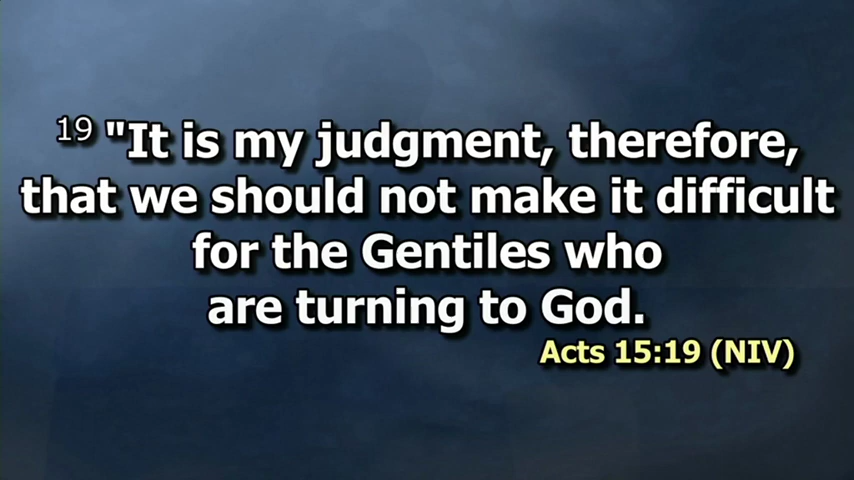 19 "It is my judgment, therefore,
that we should not make it difficult
for the Gentiles who
are turning to God.
Acts 15:19 (NIV)